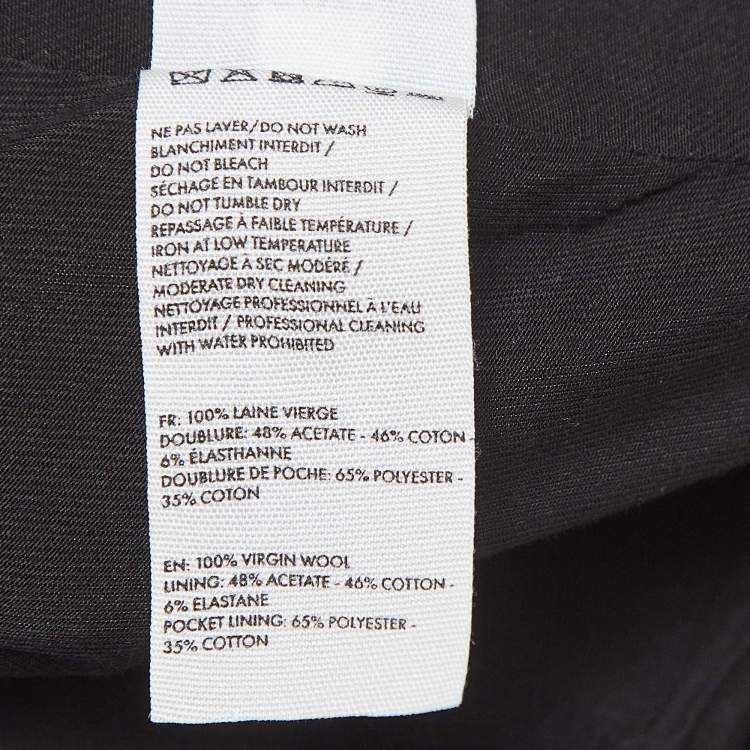 NE PAS LAVER/DO NOT WASH
BLANCHIMENT INTERDIT /
DO NOT BLEACH
SÉCHAGE EN TAMBOUR INTERDIT /
DO NOT TUMBLE DRY
REPASSAGE À FAIBLE TEMPÉRATURE /
IRON AT LOW TEMPERATURE
NETTOYAGE À SEC MODÉRÉ /
MODERATE DRY CLEANING
NETTOYAGE PROFESSIONNEL À L'EAU
INTERDIT / PROFESSIONAL CLEANING
WITH WATER PROHIBITED
FR: 100% LAINE VIERGE
DOUBLURE: 48% ACETATE - 46% COTON -
6% ÉLASTHANNE
DOUBLURE DE POCHE: 65% POLYESTER -
35% COTON
EN: 100% VIRGIN WOOL
LINING: 48% ACETATE - 46% COTTON -
6% ELASTANE
POCKET LINING: 65% POLYESTER -
35% COTTON